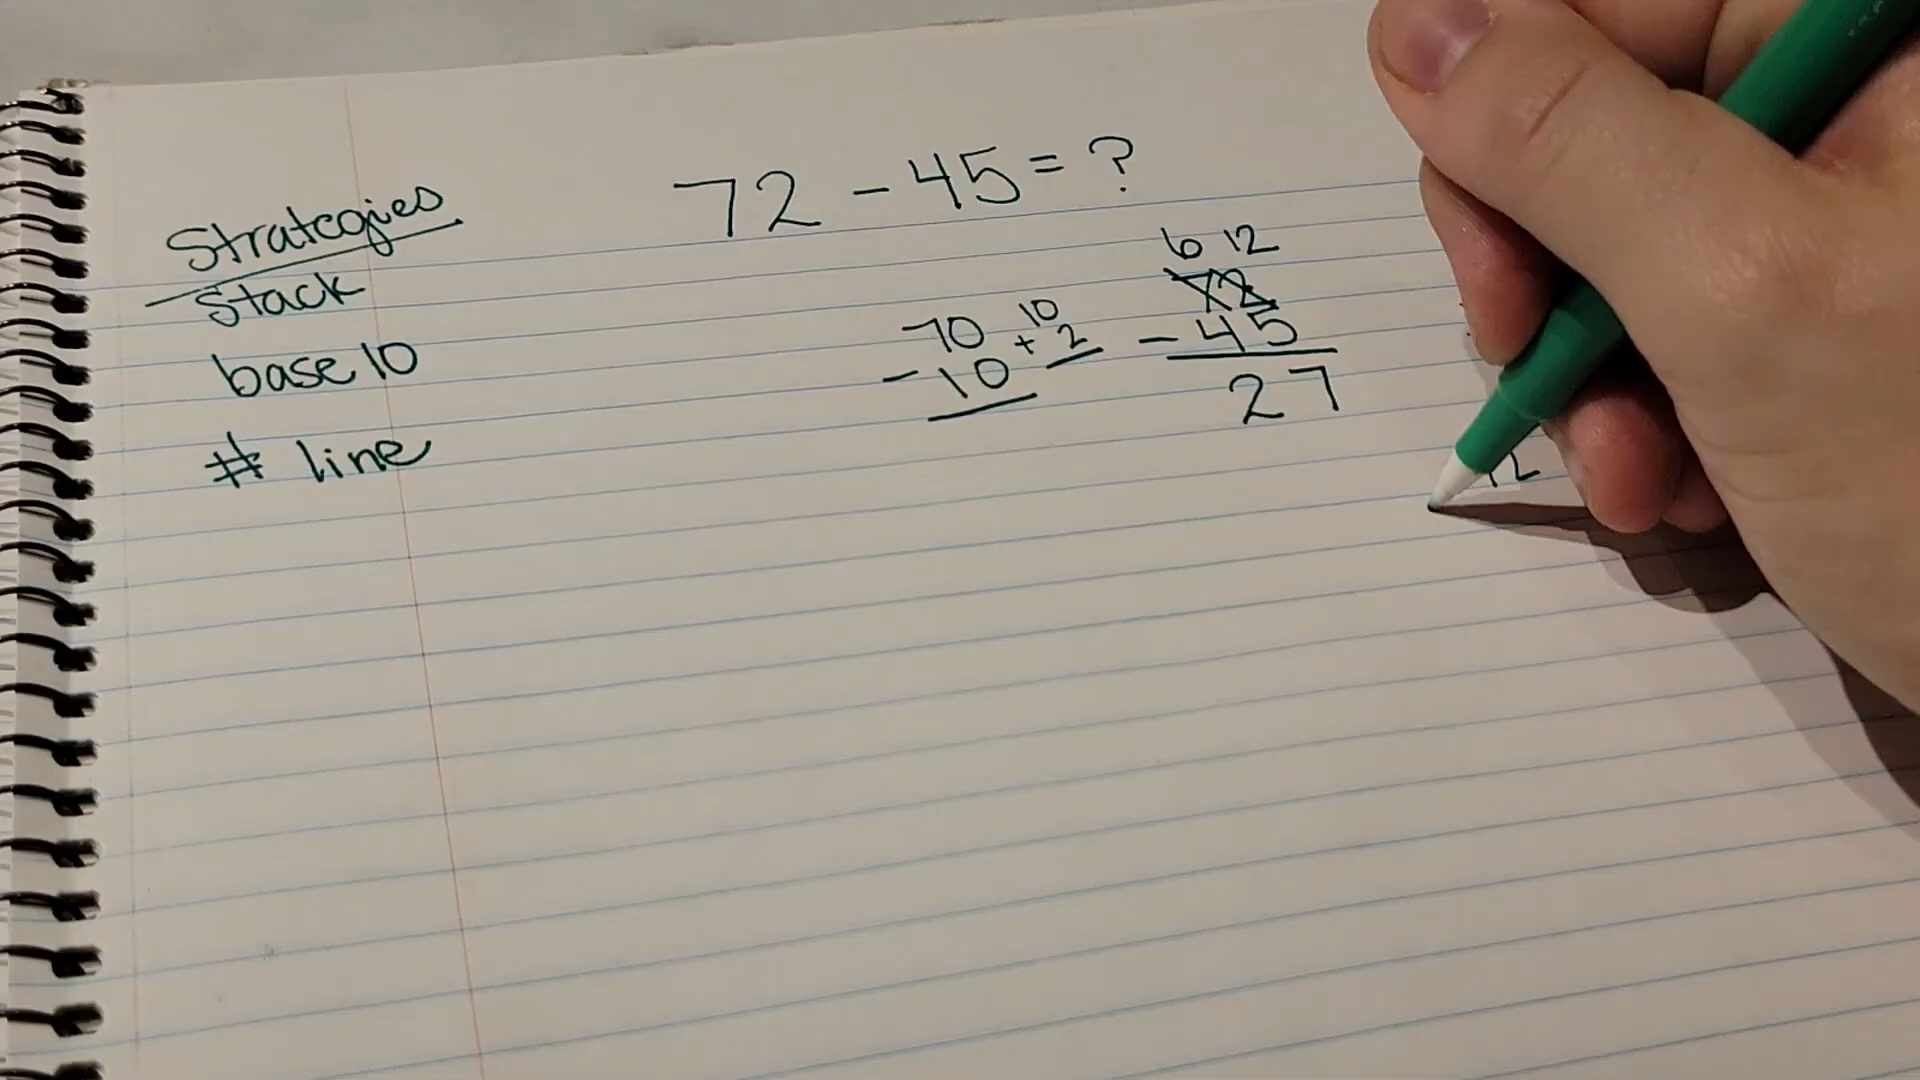 72 - 45 = ?
Strategies
Stack
base 10
# line
70
- 10
10
+ 2
6 12
72
- 45
27